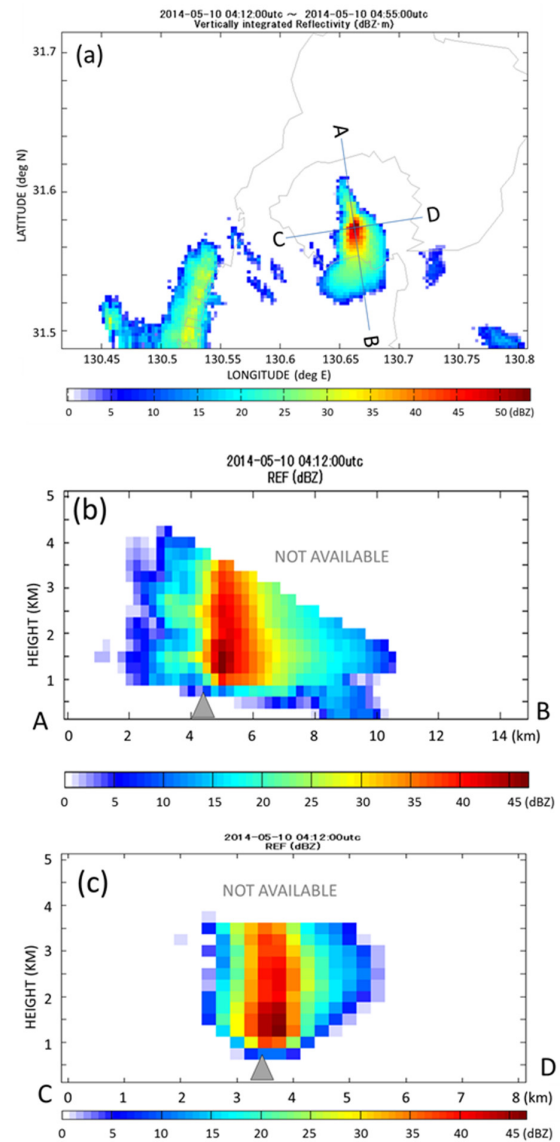 2014-05-10 04:12:00utc ～ 2014-05-10 04:55:00utc
Vertically integrated Reflectivity (dBZ·m)
(a)
31.7
31.6
31.5
LATITUDE (deg N)
A
D
C
B
130.45 130.5 130.55 130.6 130.65 130.7 130.75 130.8
LONGITUDE (deg E)
0 5 10 15 20 25 30 35 40 45 50 (dBZ)
2014-05-10 04:12:00utc
REF (dBZ)
(b)
NOT AVAILABLE
5
4
3
2
1
HEIGHT (KM)
A
B
0 2 4 6 8 10 12 14 (km)
0 5 10 15 20 25 30 35 40 45 (dBZ)
2014-05-10 04:12:00utc
REF (dBZ)
(c)
NOT AVAILABLE
5
4
3
2
1
HEIGHT (KM)
C
D
0 1 2 3 4 5 6 7 8 (km)
0 5 10 15 20 25 30 35 40 45 (dBZ)